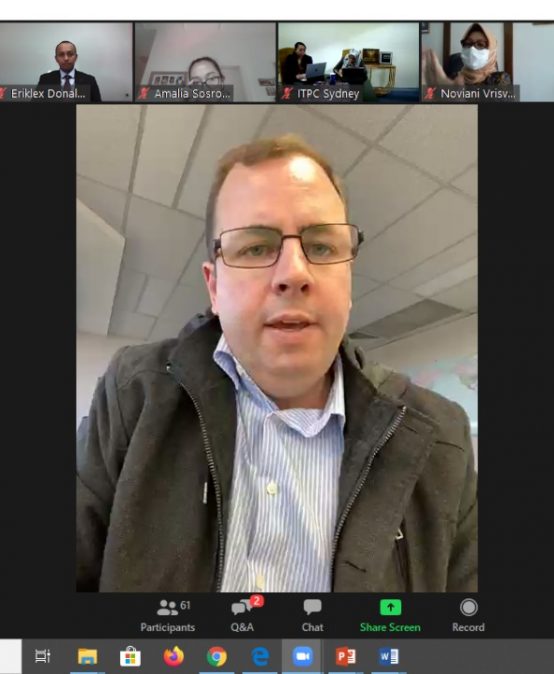 Eriklex Donal...
Amalia Sosro...
ITPC Sydney
Noviani Vrisv...
61
2
Participants
Q&A
Chat
Share Screen
Record